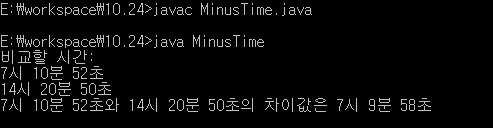 E:\workspace\10.24>javac MinusTime.java
E:\workspace\10.24>java MinusTime
비교할 시간:
7시 10분 52초
14시 20분 50초
7시 10분 52초와 14시 20분 50초의 차이값은 7시 9분 58초